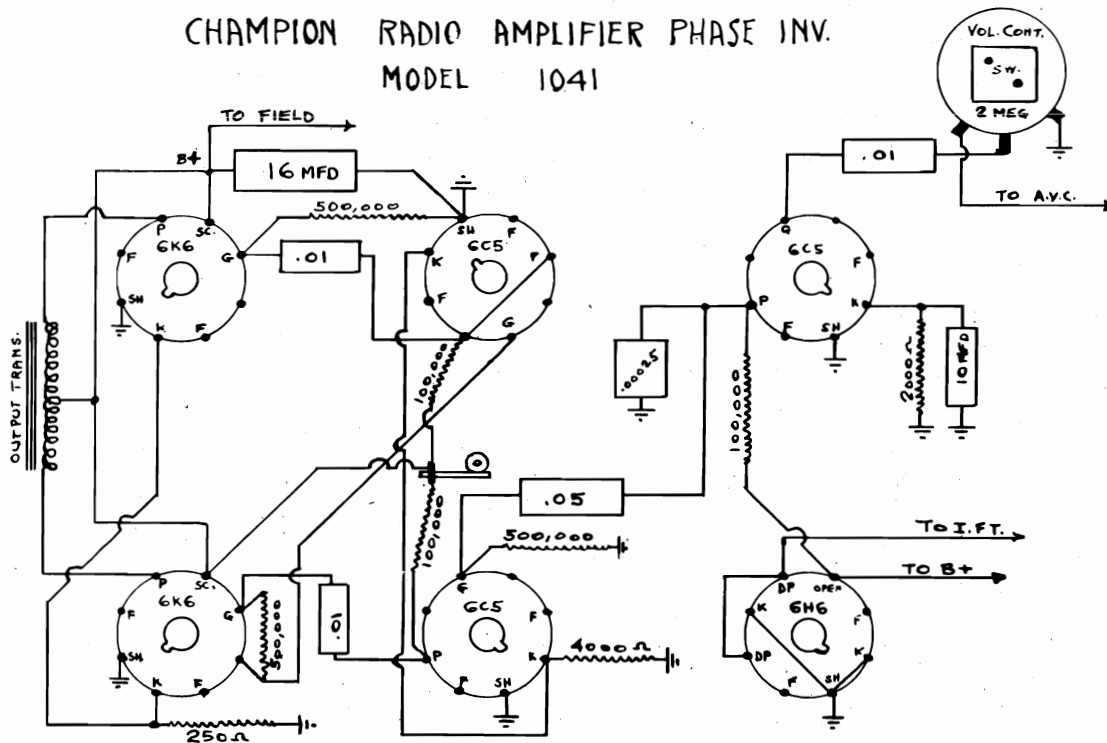 CHAMPION RADIO AMPLIFIER PHASE INV.
MODEL 1041
VOL. CONT.
SW.
2 MEG
TO FIELD
B+
16 MFD
.01
TO A.V.C.
500,000
P
SC.
F
6K6
G
SH
K
F
.01
SH
F
K
6C5
P
F
G
G
6C5
F
P
K
F
SH
.00025
2000Ω
10 MFD
100,000
100,000
OUTPUT TRANS.
.05
500,000
100,000
TO I.F.T.
TO B+
P
SC.
F
6K6
G
SH
K
F
500,000
.01
G
6C5
F
P
K
F
SH
4000Ω
DP
OPEN
K
6H6
F
DP
K
F
SH
250Ω